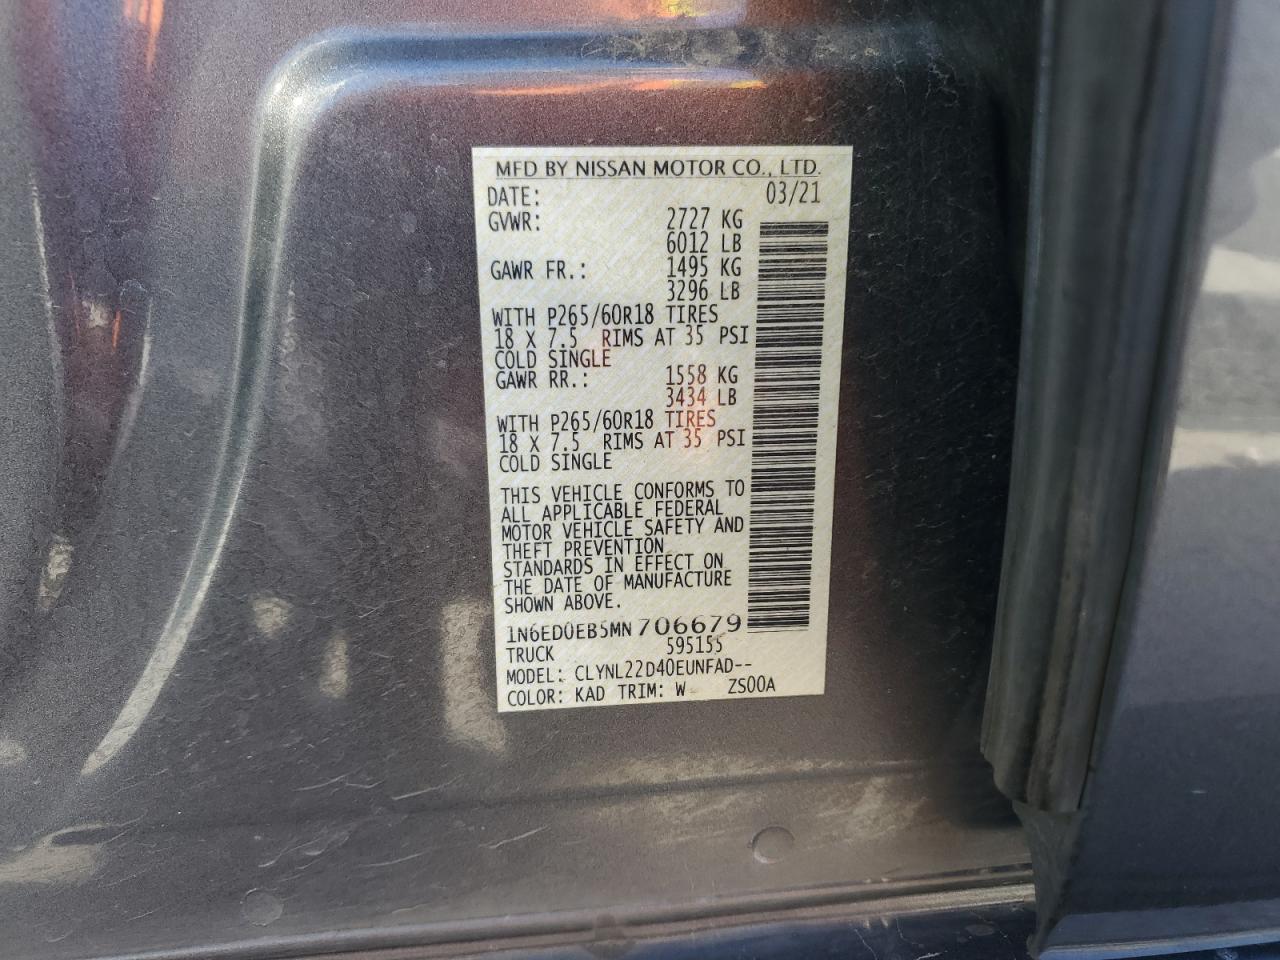 MFD BY NISSAN MOTOR CO., LTD.
DATE: 03/21
GVWR: 2727 KG
6012 LB
GAWR FR.: 1495 KG
3296 LB
WITH P265/60R18 TIRES
18 X 7.5 RIMS AT 35 PSI
COLD SINGLE
GAWR RR.: 1558 KG
3434 LB
WITH P265/60R18 TIRES
18 X 7.5 RIMS AT 35 PSI
COLD SINGLE
THIS VEHICLE CONFORMS TO
ALL APPLICABLE FEDERAL
MOTOR VEHICLE SAFETY AND
THEFT PREVENTION
STANDARDS IN EFFECT ON
THE DATE OF MANUFACTURE
SHOWN ABOVE.
1N6ED0EB5MN706679
TRUCK 595155
MODEL: CLYNL22D40EUNFAD--
COLOR: KAD TRIM: W ZS00A